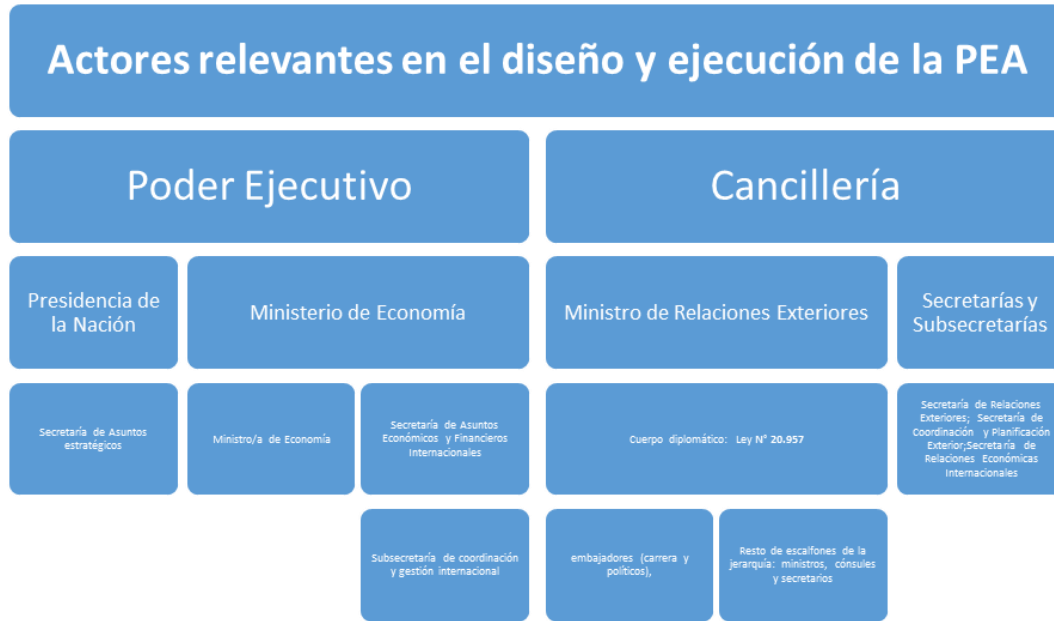 Actores relevantes en el diseño y ejecución de la PEA
Poder Ejecutivo
Cancillería
Presidencia de
la Nación
Ministerio de Economía
Ministro de Relaciones Exteriores
Secretarías y
Subsecretarías
Secretaría de Asuntos
estratégicos
Ministro/a de Economía
Secretaría de Asuntos
Económicos y Financieros
Internacionales
Cuerpo diplomático: Ley N° 20.957
Secretaría de Relaciones
Exteriores; Secretaría de
Coordinación y Planificación
Exterior;Secretaría de
Relaciones Económicas
Internacionales
Subsecretaría de coordinación
y gestión internacional
embajadores (carrera y
políticos),
Resto de escalfones de la
jerarquía: ministros, cónsules
y secretarios